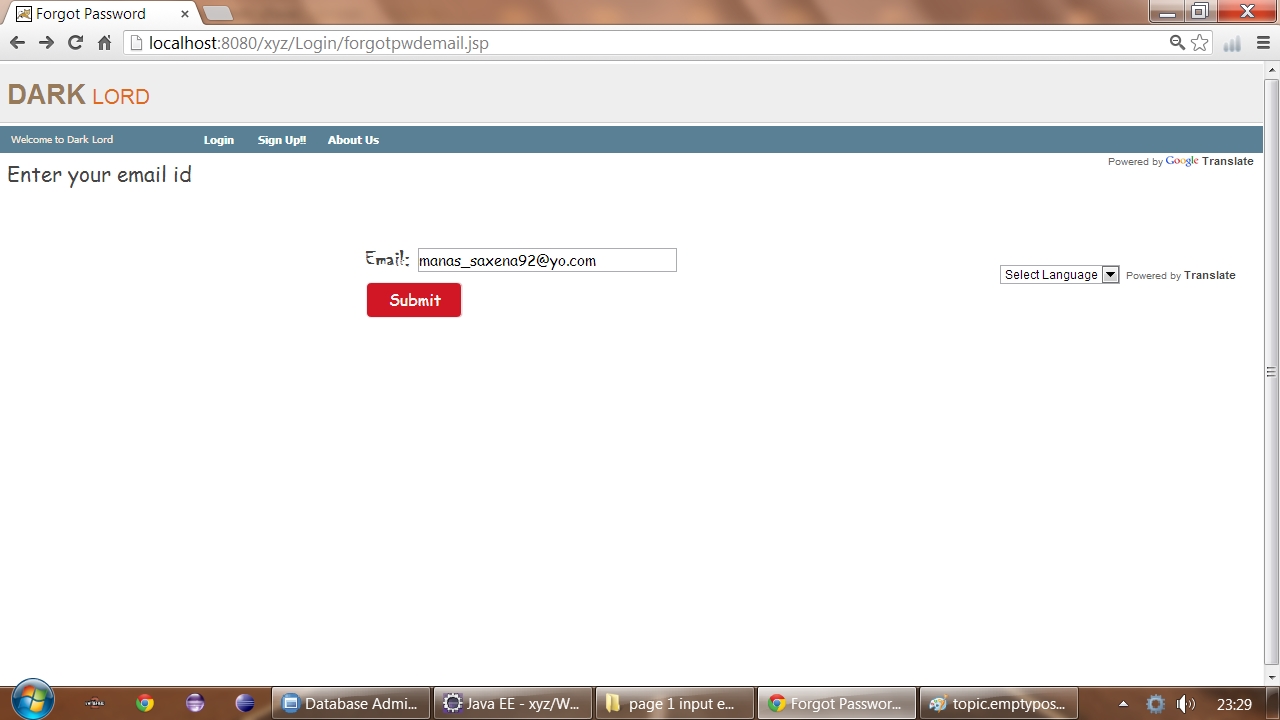 Forgot Password
localhost:8080/xyz/Login/forgotpwdemail.jsp
DARK LORD
Welcome to Dark Lord Login Sign Up!! About Us
Powered by Google Translate
Enter your email id
Email: manas_saxena92@yo.com
Select Language Powered by Translate
Submit
Database Admi... Java EE - xyz/W... page 1 input e... Forgot Passwor... topic.emptypos... 23:29